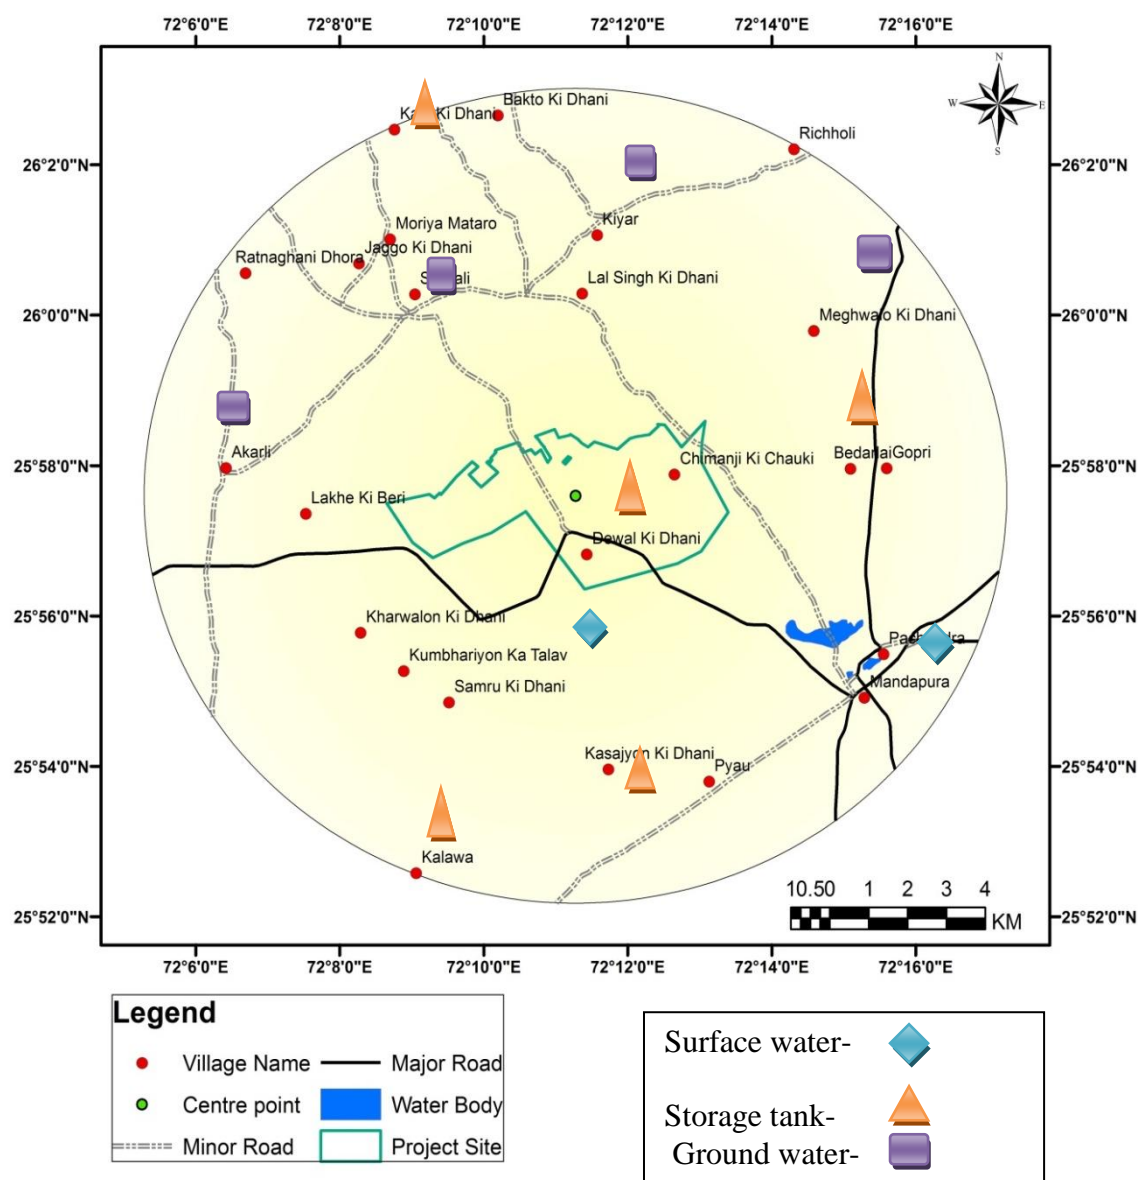 72°6'0"E 72°8'0"E 72°10'0"E 72°12'0"E 72°14'0"E 72°16'0"E
N
W E
S
Bakto Ki Dhani
Ki Dhani
Richholi
26°2'0"N 26°2'0"N
Moriya Mataro
Kiyar
Jaggo Ki Dhani
Ratnaghani Dhora
Lal Singh Ki Dhani
26°0'0"N 26°0'0"N
Meghwalo Ki Dhani
Akarli
Chimanji Ki Chauki
Bedarlai Gopri
25°58'0"N 25°58'0"N
Lakhe Ki Beri
Dewal Ki Dhani
25°56'0"N 25°56'0"N
Kharwalon Ki Dhani
Kumbhariyon Ka Talav
Mandapura
Samru Ki Dhani
Kasajyon Ki Dhani
Pyau
25°54'0"N 25°54'0"N
Kalawa
10.50 1 2 3 4
KM
25°52'0"N 25°52'0"N
72°6'0"E 72°8'0"E 72°10'0"E 72°12'0"E 72°14'0"E 72°16'0"E
Legend
Village Name Major Road
Centre point Water Body
Minor Road Project Site
Surface water-
Storage tank-
Ground water-